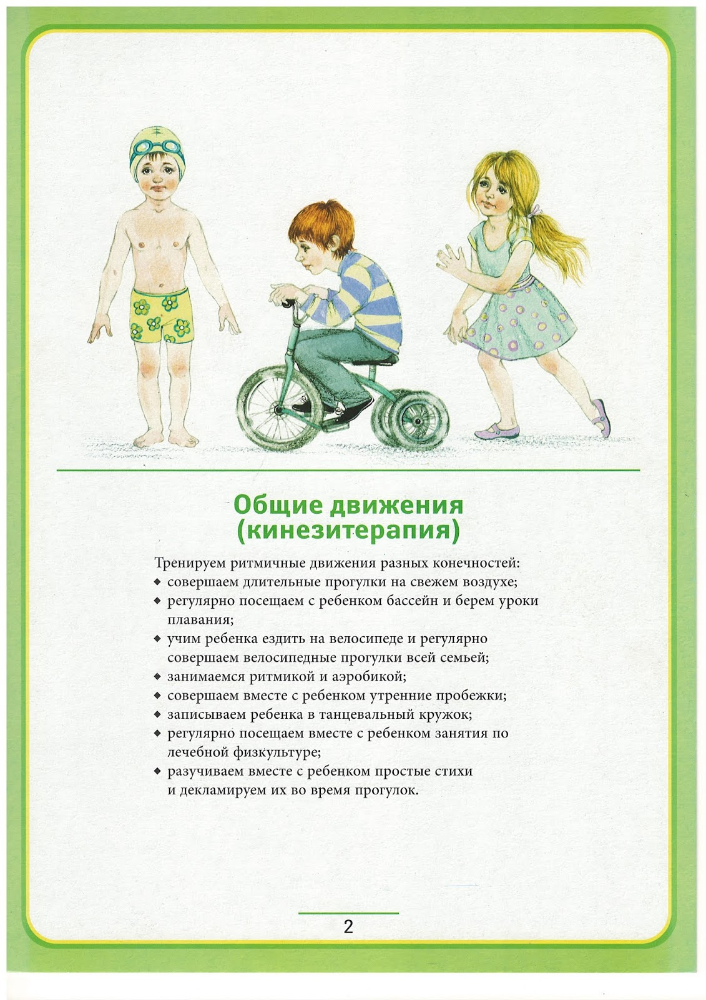 Общие движения
(кинезитерапия)
Тренируем ритмичные движения разных конечностей:
◆ совершаем длительные прогулки на свежем воздухе;
◆ регулярно посещаем с ребенком бассейн и берем уроки
плавания;
◆ учим ребенка ездить на велосипеде и регулярно
совершаем велосипедные прогулки всей семьей;
◆ занимаемся ритмикой и аэробикой;
◆ совершаем вместе с ребенком утренние пробежки;
◆ записываем ребенка в танцевальный кружок;
◆ регулярно посещаем вместе с ребенком занятия по
лечебной физкультуре;
◆ разучиваем вместе с ребенком простые стихи
и декламируем их во время прогулок.
2